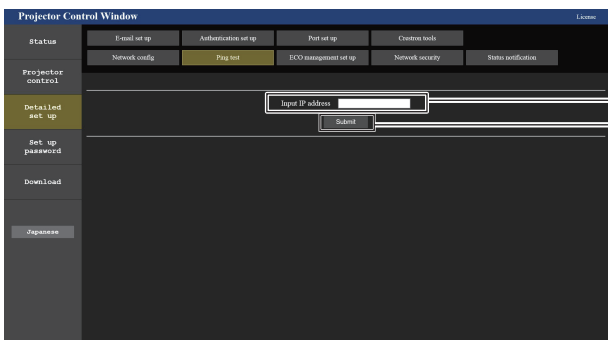 Projector Control Window
License
Status
E-mail set up
Authentication set up
Port set up
Crestron tools
Network config
Ping test
ECO management set up
Network security
Status notification
Projector
control
Detailed
set up
Input IP address
Submit
Set up
password
Download
Japanese